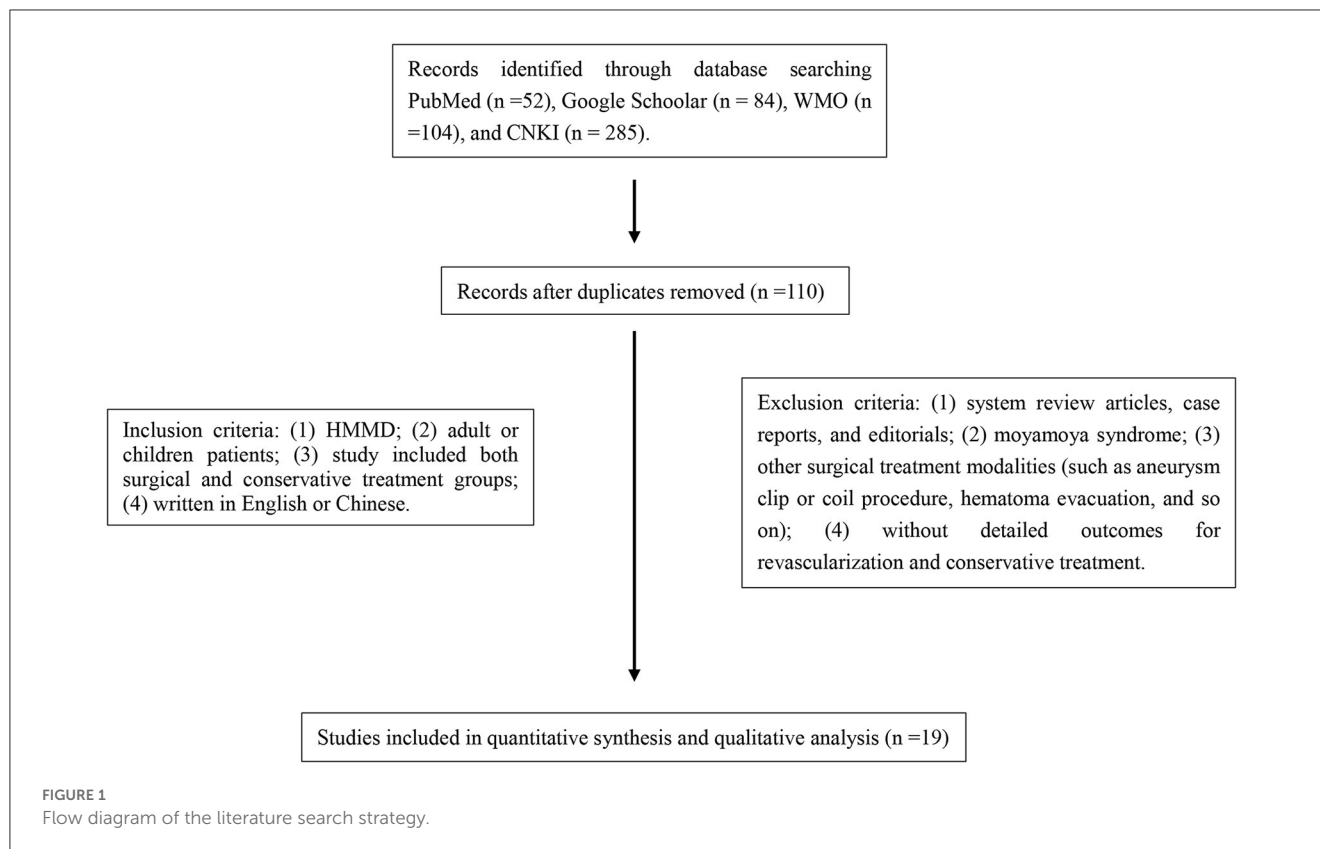 Records identified through database searching
PubMed (n =52), Google Schoolar (n = 84), WMO (n
=104), and CNKI (n = 285).
Records after duplicates removed (n =110)
Inclusion criteria: (1) HMMD; (2) adult or
children patients; (3) study included both
surgical and conservative treatment groups;
(4) written in English or Chinese.
Exclusion criteria: (1) system review articles, case
reports, and editorials; (2) moyamoya syndrome; (3)
other surgical treatment modalities (such as aneurysm
clip or coil procedure, hematoma evacuation, and so
on); (4) without detailed outcomes for
revascularization and conservative treatment.
Studies included in quantitative synthesis and qualitative analysis (n =19)
FIGURE 1
Flow diagram of the literature search strategy.